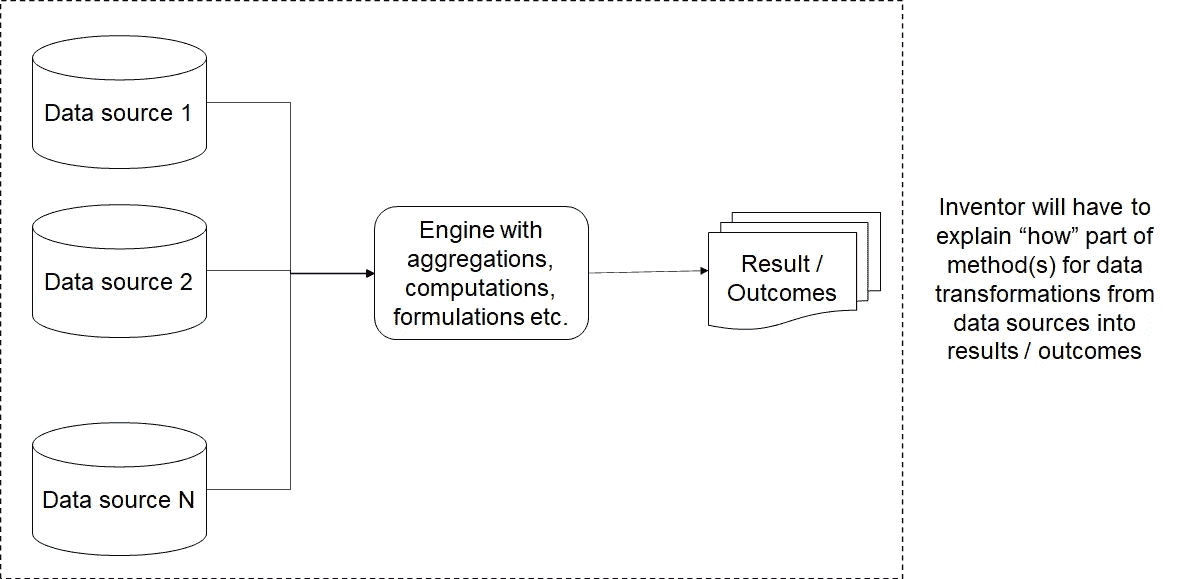 Data source 1
Data source 2
Data source N
Engine with
aggregations,
computations,
formulations etc.
Result /
Outcomes
Inventor will have to
explain “how” part of
method(s) for data
transformations from
data sources into
results / outcomes